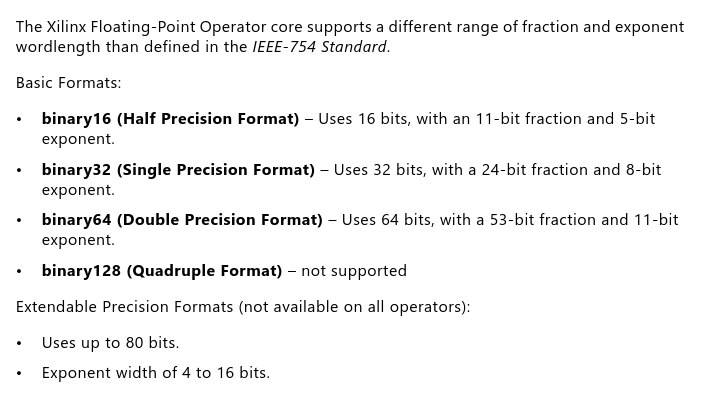 The Xilinx Floating-Point Operator core supports a different range of fraction and exponent
wordlength than defined in the IEEE-754 Standard.
Basic Formats:
• binary16 (Half Precision Format) – Uses 16 bits, with an 11-bit fraction and 5-bit
exponent.
• binary32 (Single Precision Format) – Uses 32 bits, with a 24-bit fraction and 8-bit
exponent.
• binary64 (Double Precision Format) – Uses 64 bits, with a 53-bit fraction and 11-bit
exponent.
• binary128 (Quadruple Format) – not supported
Extendable Precision Formats (not available on all operators):
• Uses up to 80 bits.
• Exponent width of 4 to 16 bits.